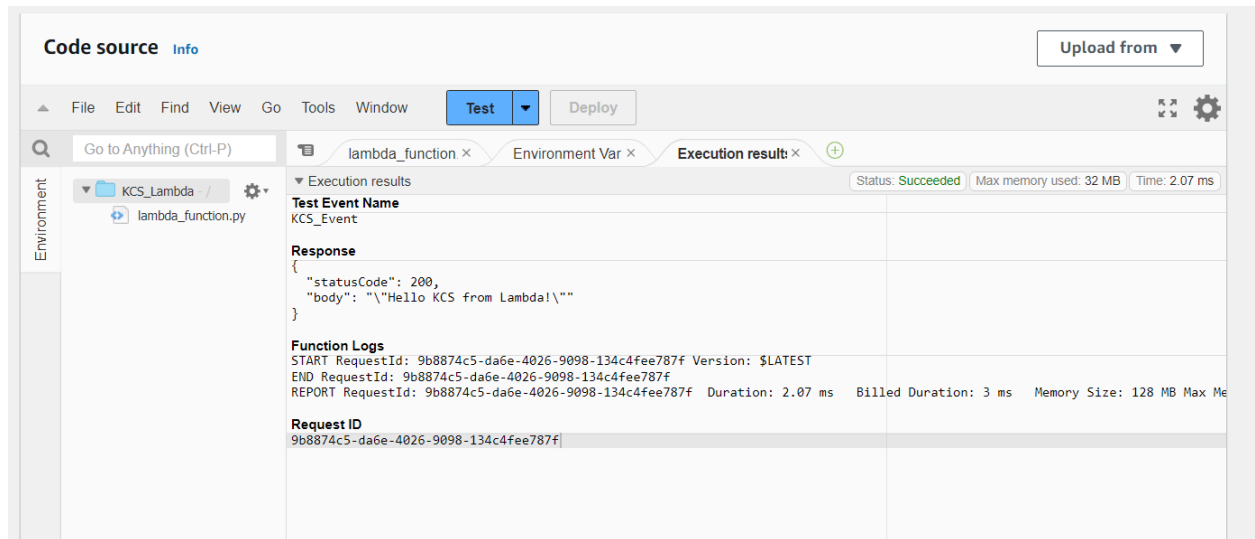 Code source Info
Upload from
File Edit Find View Go Tools Window Test Deploy
Go to Anything (Ctrl-P)
lambda_function. × Environment Var × Execution results ×
Environment
KCS_Lambda - /
lambda_function.py
Execution results Status: Succeeded Max memory used: 32 MB Time: 2.07 ms
Test Event Name
KCS_Event
Response
{
"statusCode": 200,
"body": "\"Hello KCS from Lambda!\""
}
Function Logs
START RequestId: 9b8874c5-da6e-4026-9098-134c4fee787f Version: $LATEST
END RequestId: 9b8874c5-da6e-4026-9098-134c4fee787f
REPORT RequestId: 9b8874c5-da6e-4026-9098-134c4fee787f Duration: 2.07 ms Billed Duration: 3 ms Memory Size: 128 MB Max Me
Request ID
9b8874c5-da6e-4026-9098-134c4fee787f